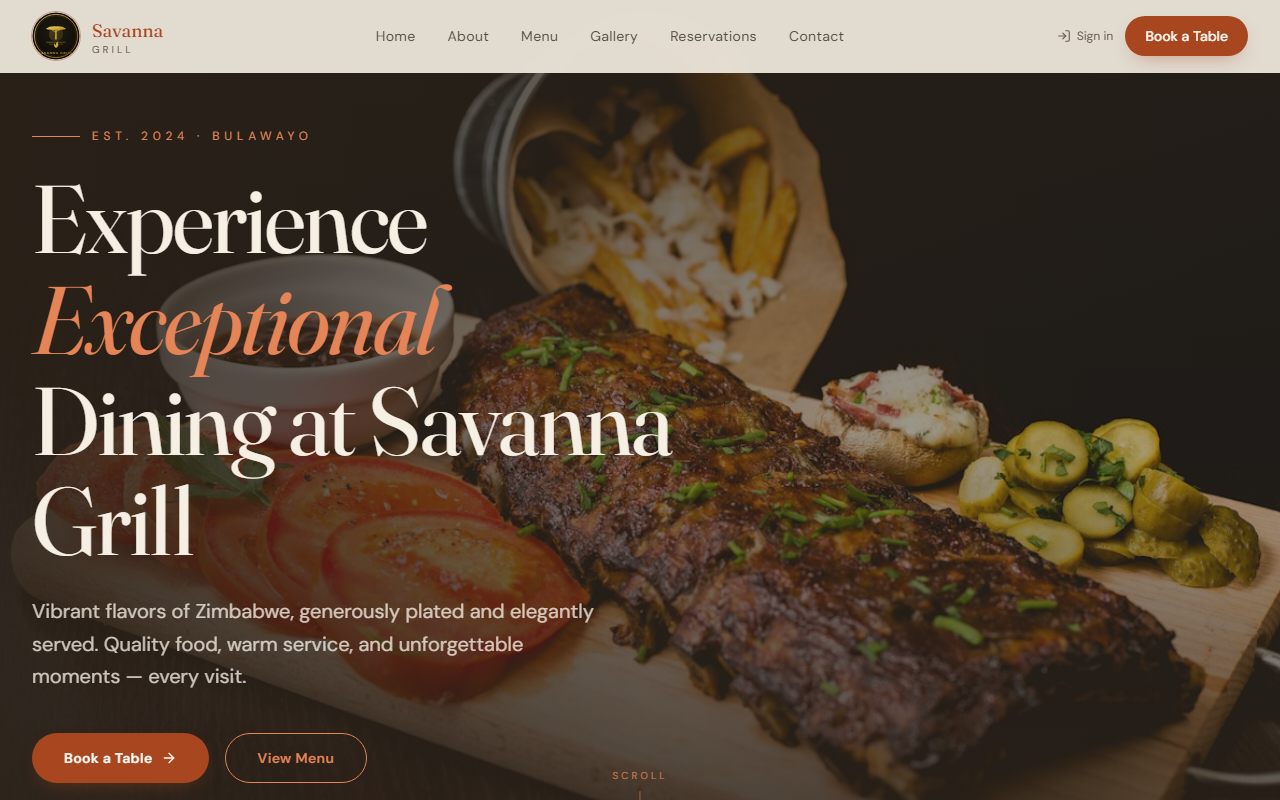 Savanna
GRILL
Home
About
Menu
Gallery
Reservations
Contact
Sign in
Book a Table
EST. 2024 · BULAWAYO
Experience
Exceptional
Dining at Savanna
Grill
Vibrant flavors of Zimbabwe, generously plated and elegantly
served. Quality food, warm service, and unforgettable
moments — every visit.
Book a Table
View Menu
SCROLL